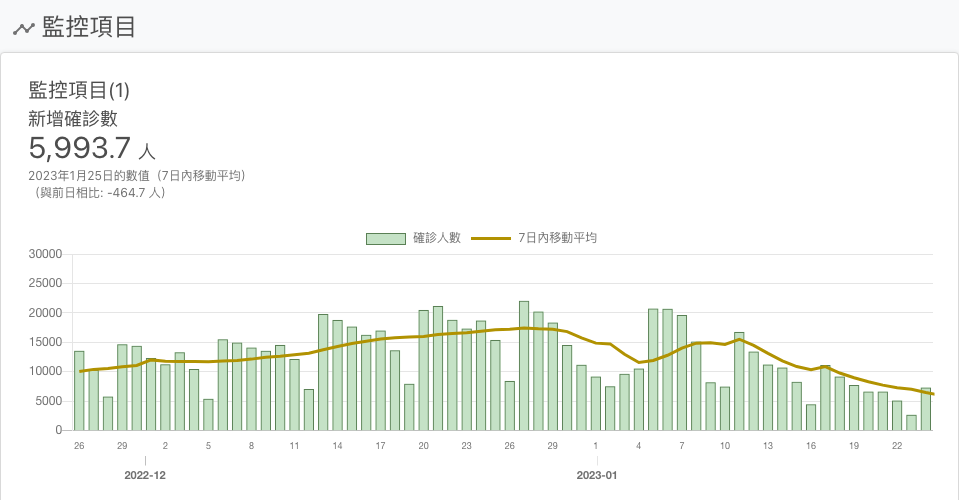 監控項目
監控項目(1)
新增確診數
5,993.7 人
2023年1月25日的數值（7日內移動平均）
（與前日相比: -464.7 人）
確診人數 7日內移動平均
30000
25000
20000
15000
10000
5000
0
26 29 2 5 8 11 14 17 20 23 26 29 1 4 7 10 13 16 19 22
2022-12 2023-01